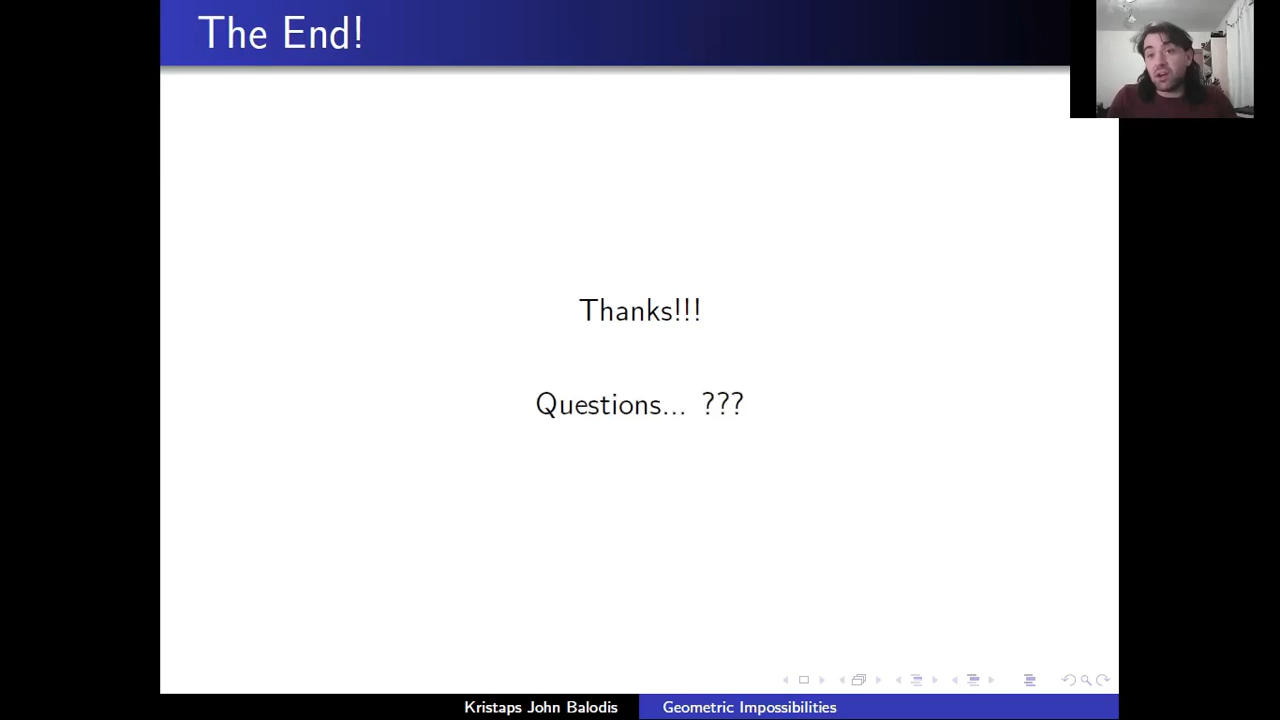 The End!
Thanks!!!
Questions... ???
Kristaps John Balodis
Geometric Impossibilities